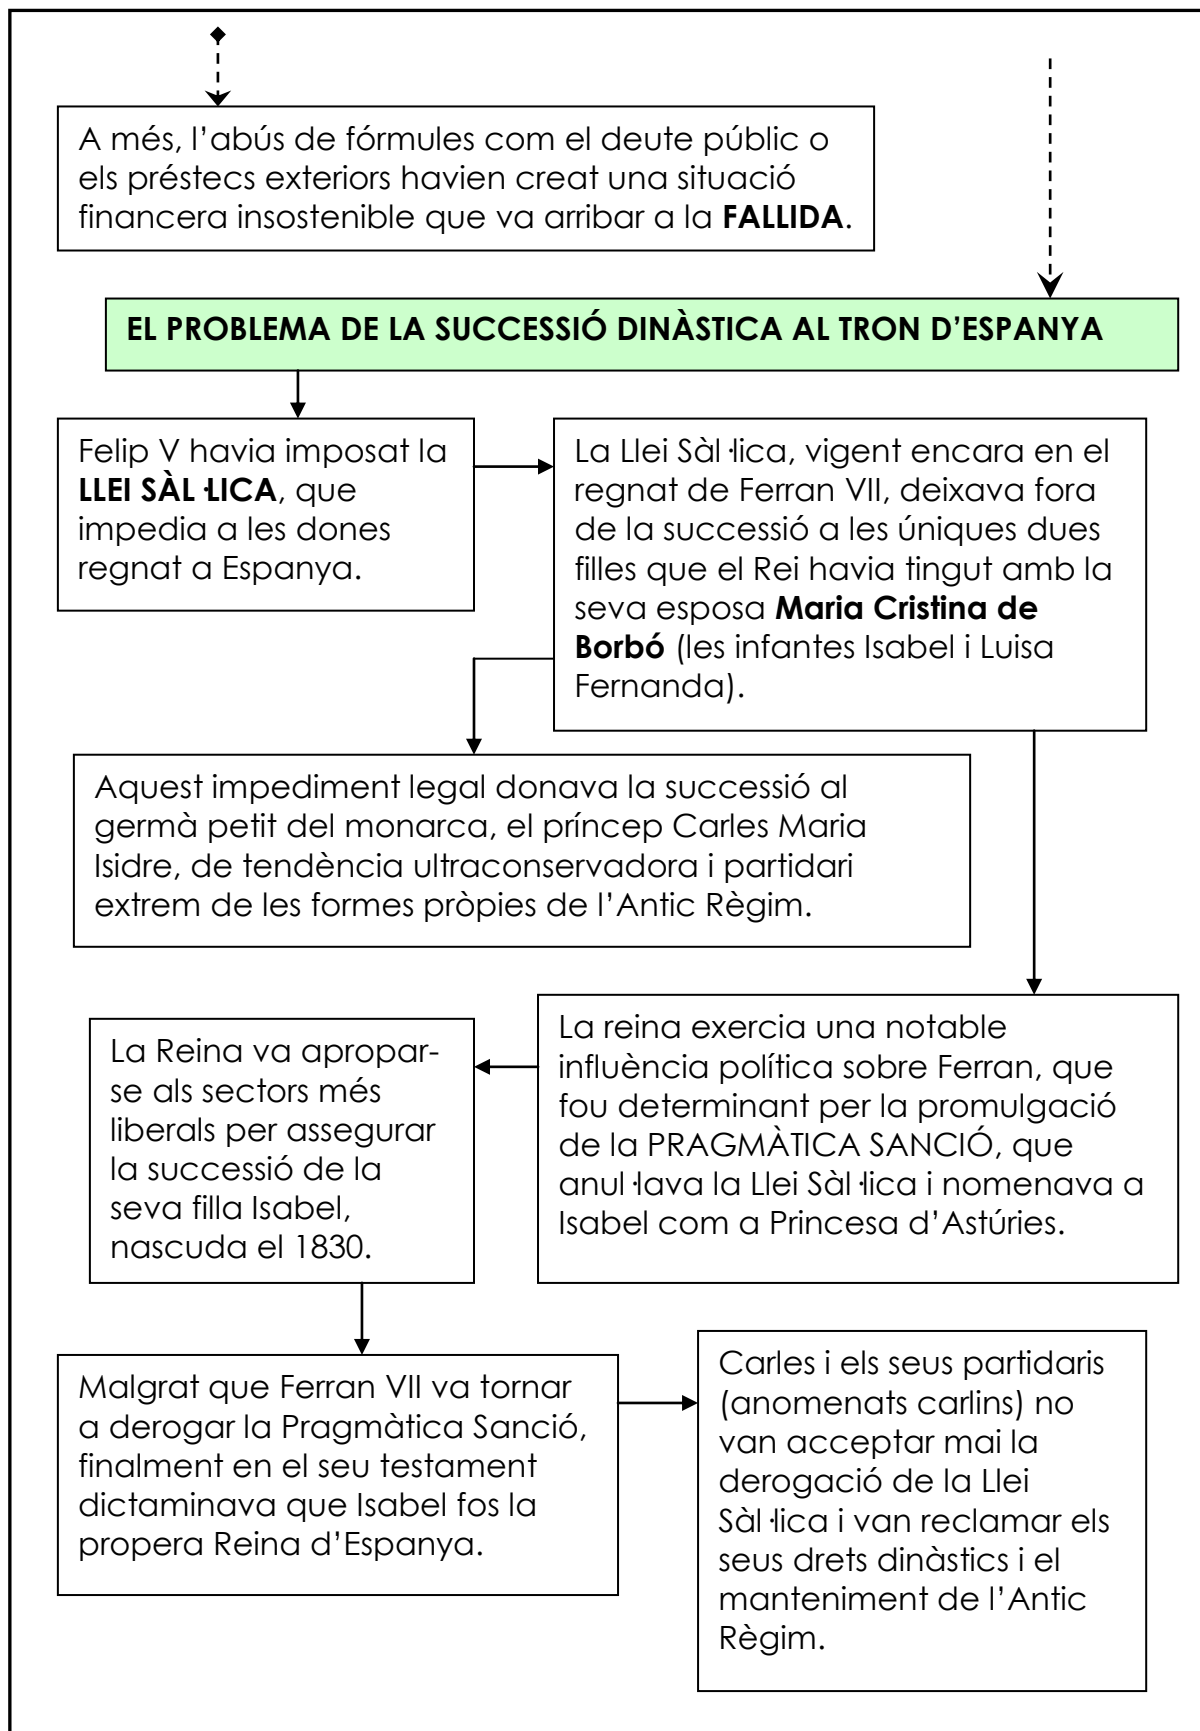 A més, l’abús de fórmules com el deute públic o
els préstecs exteriors havien creat una situació
financera insostenible que va arribar a la FALLIDA.
EL PROBLEMA DE LA SUCCESSIÓ DINÀSTICA AL TRON D’ESPANYA
Felip V havia imposat la
LLEI SÀL·LICA, que
impedia a les dones
regnat a Espanya.
La Llei Sàl·lica, vigent encara en el
regnat de Ferran VII, deixava fora
de la successió a les úniques dues
filles que el Rei havia tingut amb la
seva esposa Maria Cristina de
Borbó (les infantes Isabel i Luisa
Fernanda).
Aquest impediment legal donava la successió al
germà petit del monarca, el príncep Carles Maria
Isidre, de tendència ultraconservadora i partidari
extrem de les formes pròpies de l’Antic Règim.
La reina exercia una notable
influència política sobre Ferran, que
fou determinant per la promulgació
de la PRAGMÀTICA SANCIÓ, que
anul·lava la Llei Sàl·lica i nomenava a
Isabel com a Princesa d’Astúries.
La Reina va apropar-
se als sectors més
liberals per assegurar
la successió de la
seva filla Isabel,
nascuda el 1830.
Malgrat que Ferran VII va tornar
a derogar la Pragmàtica Sanció,
finalment en el seu testament
dictaminava que Isabel fos la
propera Reina d’Espanya.
Carles i els seus partidaris
(anomenats carlins) no
van acceptar mai la
derogació de la Llei
Sàl·lica i van reclamar els
seus drets dinàstics i el
manteniment de l’Antic
Règim.